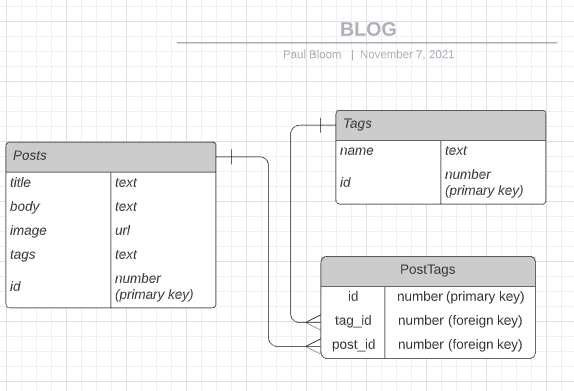 BLOG
Paul Bloom | November 7, 2021
Posts
title text
body text
image url
tags text
id number
(primary key)
Tags
name text
id number
(primary key)
PostTags
id number (primary key)
tag_id number (foreign key)
post_id number (foreign key)